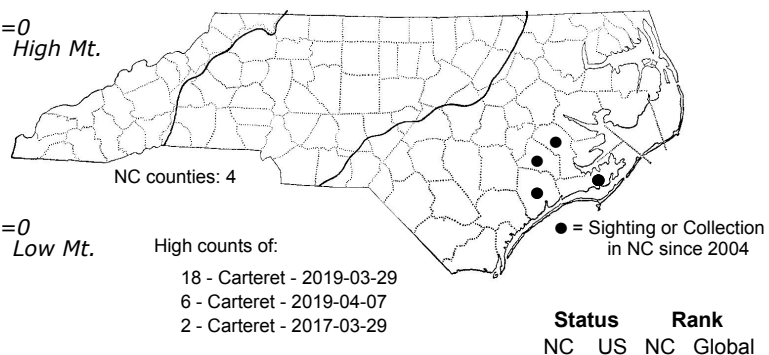 =0
High Mt.
NC counties: 4
=0
Low Mt.
High counts of:
18 - Carteret - 2019-03-29
6 - Carteret - 2019-04-07
2 - Carteret - 2017-03-29
● = Sighting or Collection
in NC since 2004
Status Rank
NC US NC Global